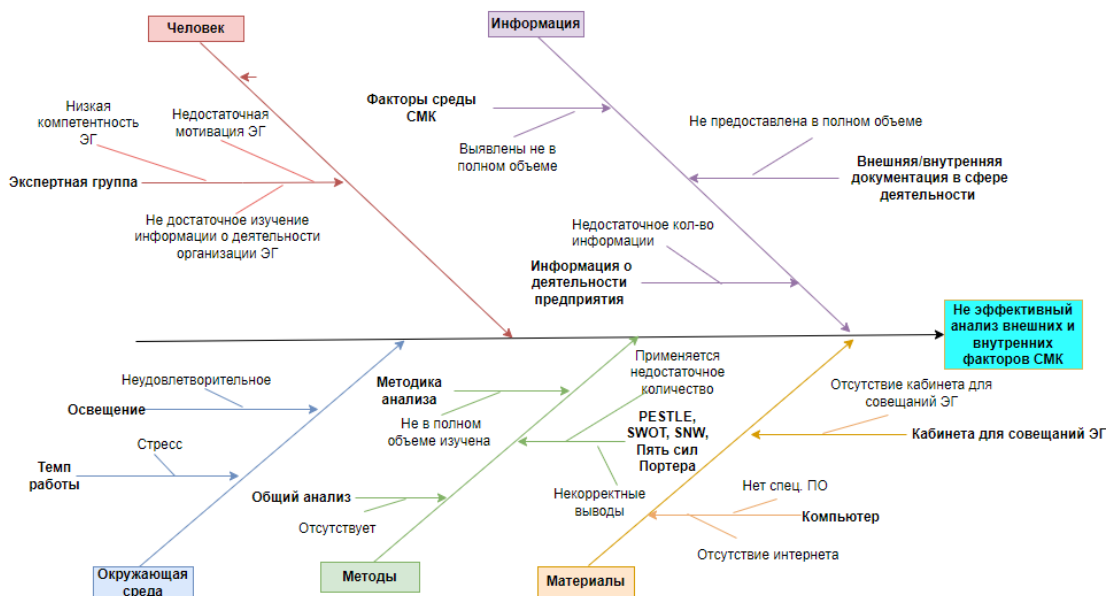 Человек
Информация
Низкая
компетентность
ЭГ
Недостаточная
мотивация ЭГ
Экспертная группа
Не достаточное изучение
информации о деятельности
организации ЭГ
Факторы среды
СМК
Выявлены не в
полном объеме
Не предоставлена в полном объеме
Внешняя/внутренняя
документация в сфере
деятельности
Недостаточное кол-во
информации
Информация о
деятельности
предприятия
Не эффективный
анализ внешних и
внутренних
факторов СМК
Неудовлетворительное
Освещение
Стресс
Темп
работы
Методика
анализа
Не в полном
объеме изучена
Применяется
недостаточное
количество
PESTLE,
SWOT, SNW,
Пять сил
Портера
Некорректные
выводы
Общий анализ
Отсутствует
Отсутствие кабинета для
совещаний ЭГ
Кабинета для совещаний ЭГ
Нет спец. ПО
Компьютер
Отсутствие интернета
Окружающая
среда
Методы
Материалы